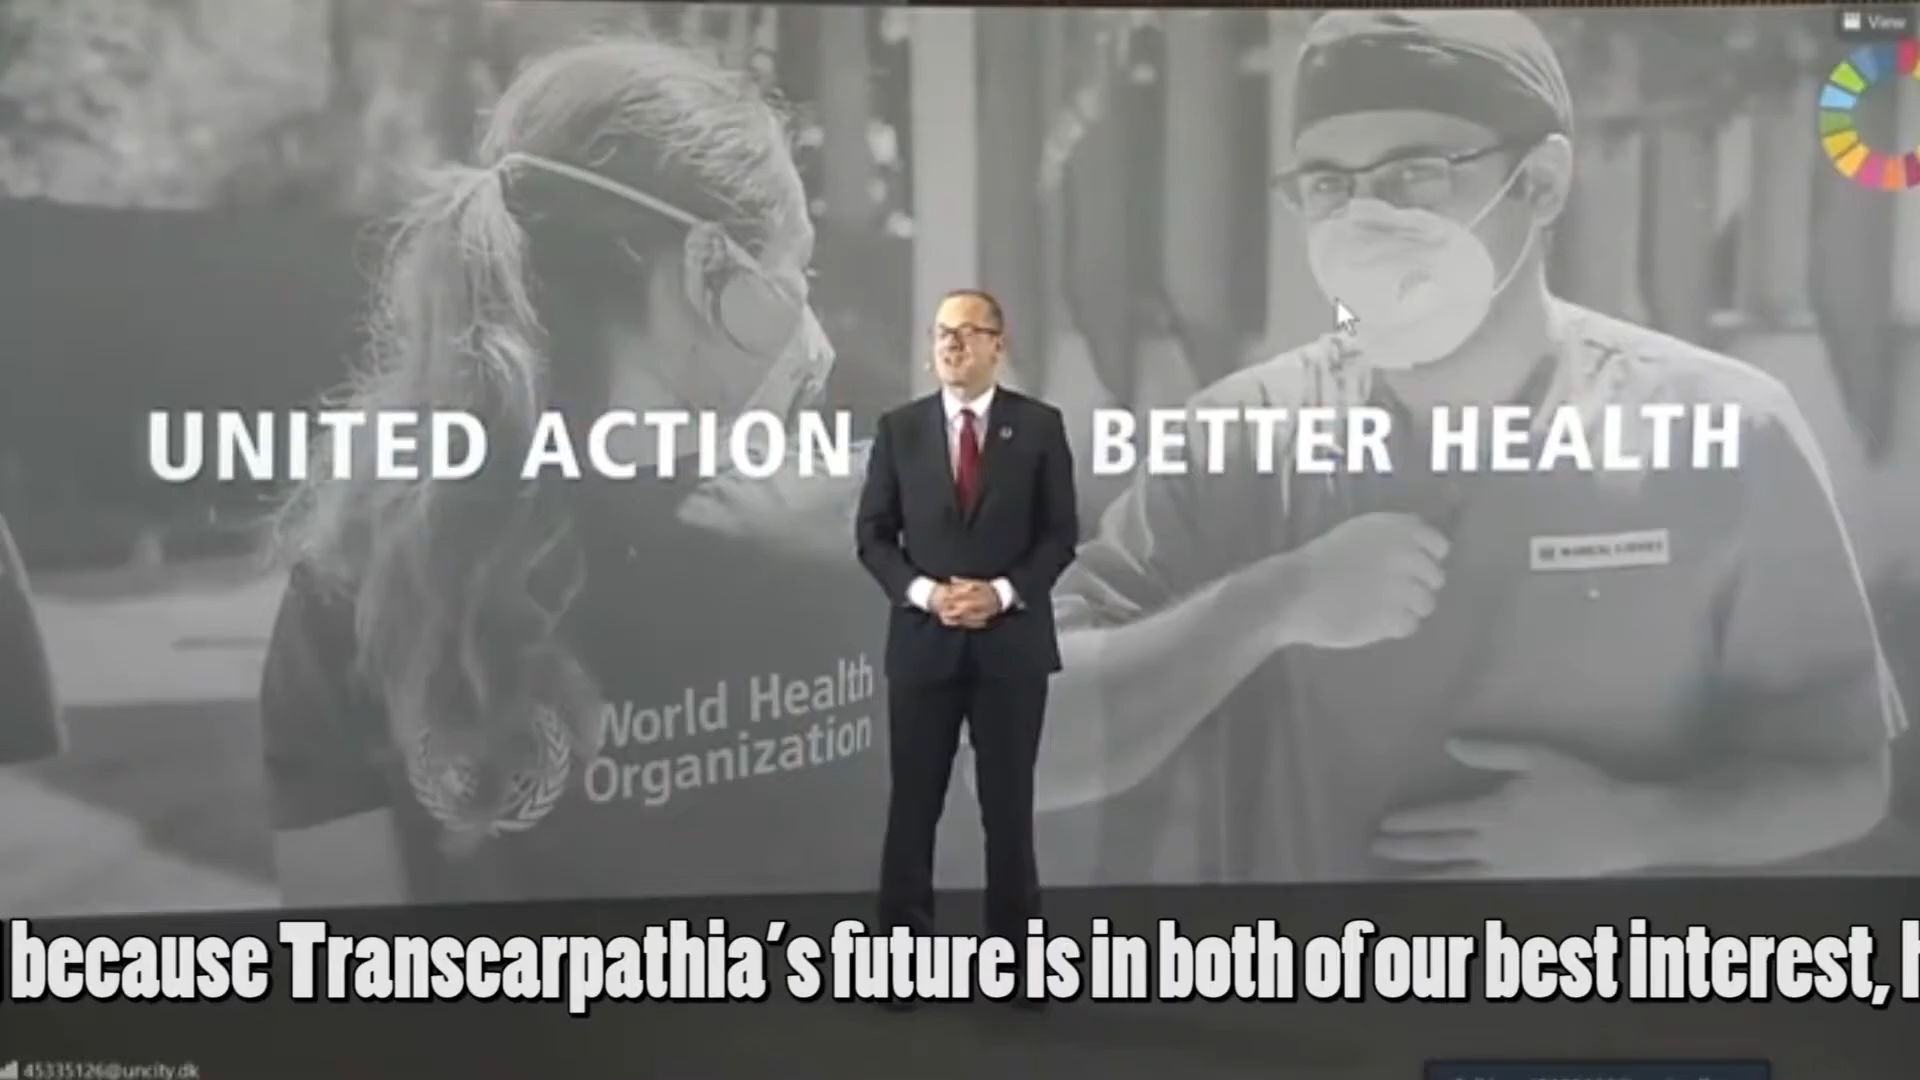 View
UNITED ACTION BETTER HEALTH
World Health
Organization
because Transcarpathia's future is in both of our best interest,
45335126@uncity.dk